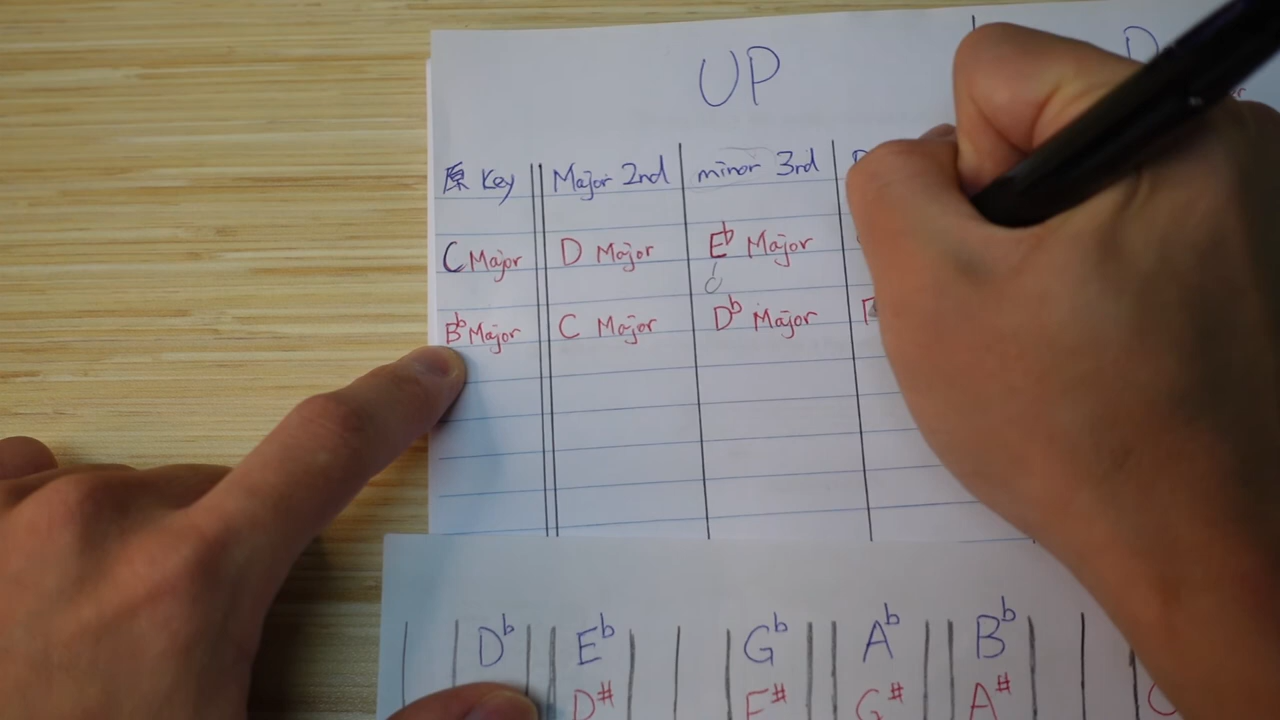 UP
原 Key Major 2nd minor 3rd
C Major D Major E♭ Major
B♭ Major C Major D♭ Major
D♭ E♭ G♭ A♭ B♭
D# F# G# A#